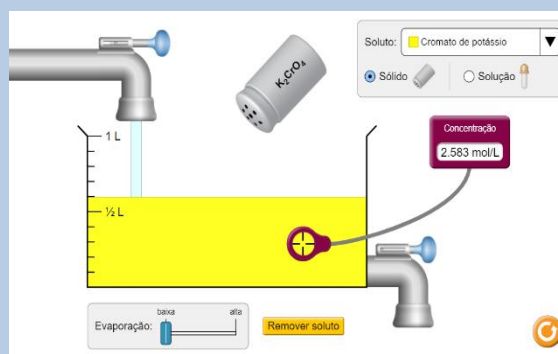 Soluto: Cromato de potássio
Sólido Solução
K2CrO4
Concentração
2.583 mol/L
1 L
½ L
Evaporação: baixa alta
Remover soluto